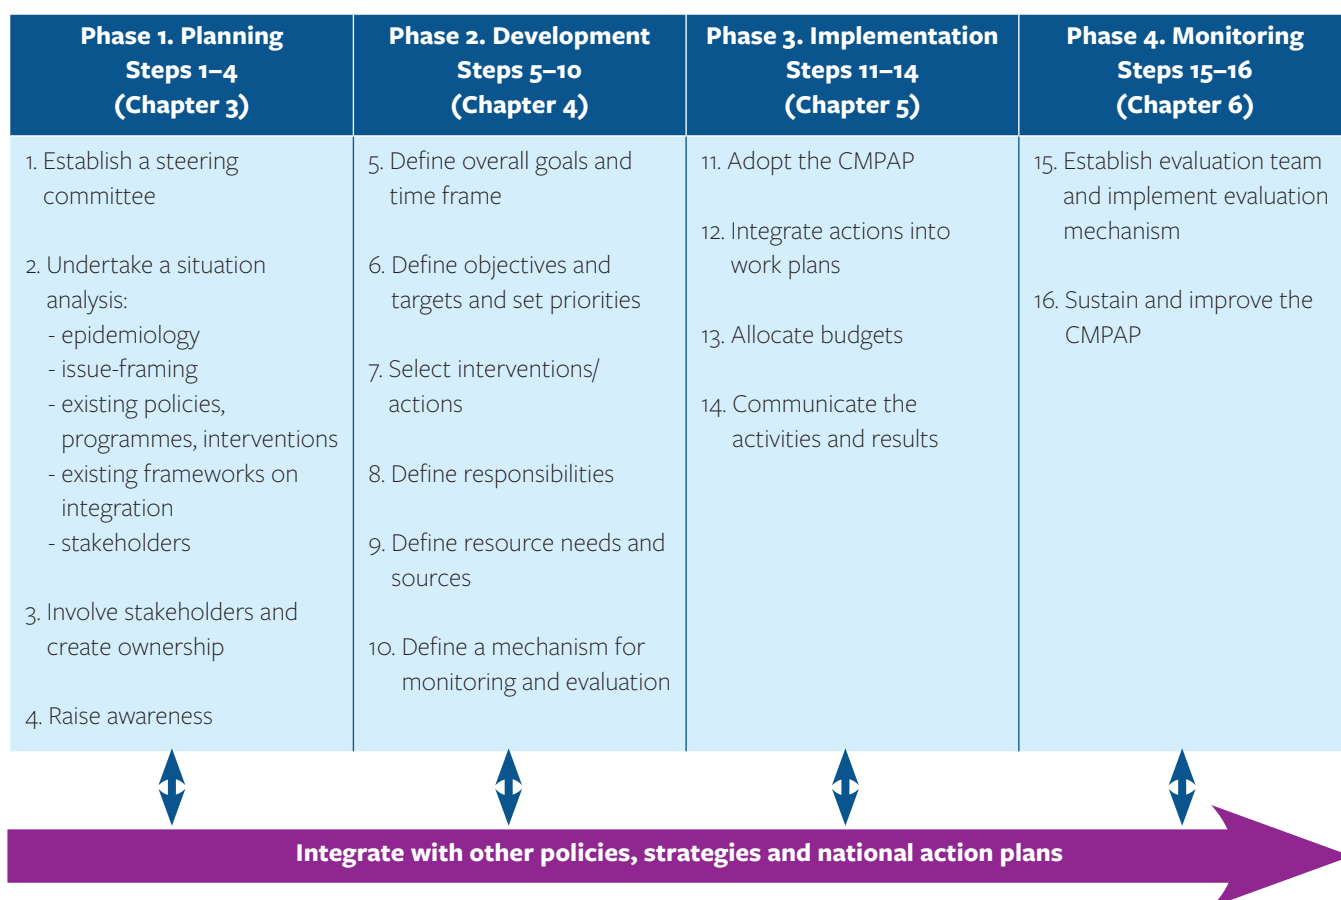 Phase 1. Planning
Steps 1–4
(Chapter 3)
1. Establish a steering
committee
2. Undertake a situation
analysis:
- epidemiology
- issue-framing
- existing policies,
programmes, interventions
- existing frameworks on
integration
- stakeholders
3. Involve stakeholders and
create ownership
4. Raise awareness
Phase 2. Development
Steps 5–10
(Chapter 4)
5. Define overall goals and
time frame
6. Define objectives and
targets and set priorities
7. Select interventions/
actions
8. Define responsibilities
9. Define resource needs and
sources
10. Define a mechanism for
monitoring and evaluation
Phase 3. Implementation
Steps 11–14
(Chapter 5)
11. Adopt the CMPAP
12. Integrate actions into
work plans
13. Allocate budgets
14. Communicate the
activities and results
Phase 4. Monitoring
Steps 15–16
(Chapter 6)
15. Establish evaluation team
and implement evaluation
mechanism
16. Sustain and improve the
CMPAP
Integrate with other policies, strategies and national action plans